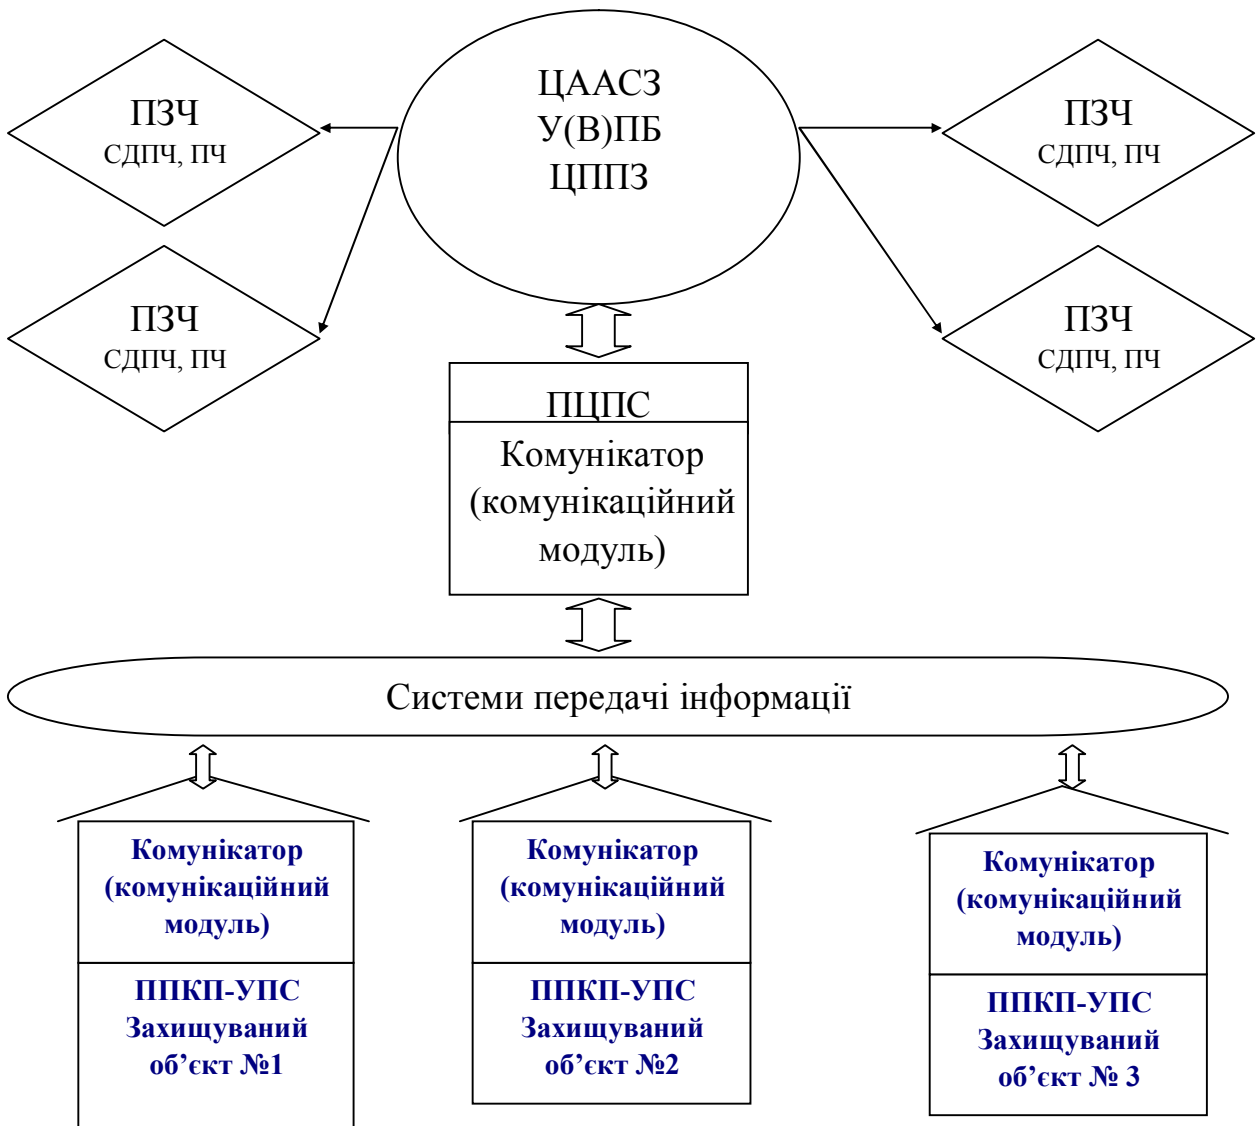 ЦААСЗ
У(В)ПБ
ЦППЗ
ПЗЧ
СДПЧ, ПЧ
ПЗЧ
СДПЧ, ПЧ
ПЗЧ
СДПЧ, ПЧ
ПЗЧ
СДПЧ, ПЧ
ПЦПС
Комунікатор
(комунікаційний
модуль)
Системи передачі інформації
Комунікатор
(комунікаційний
модуль)
ППКП-УПС
Захищуваний
об’єкт №1
Комунікатор
(комунікаційний
модуль)
ППКП-УПС
Захищуваний
об’єкт №2
Комунікатор
(комунікаційний
модуль)
ППКП-УПС
Захищуваний
об’єкт № 3